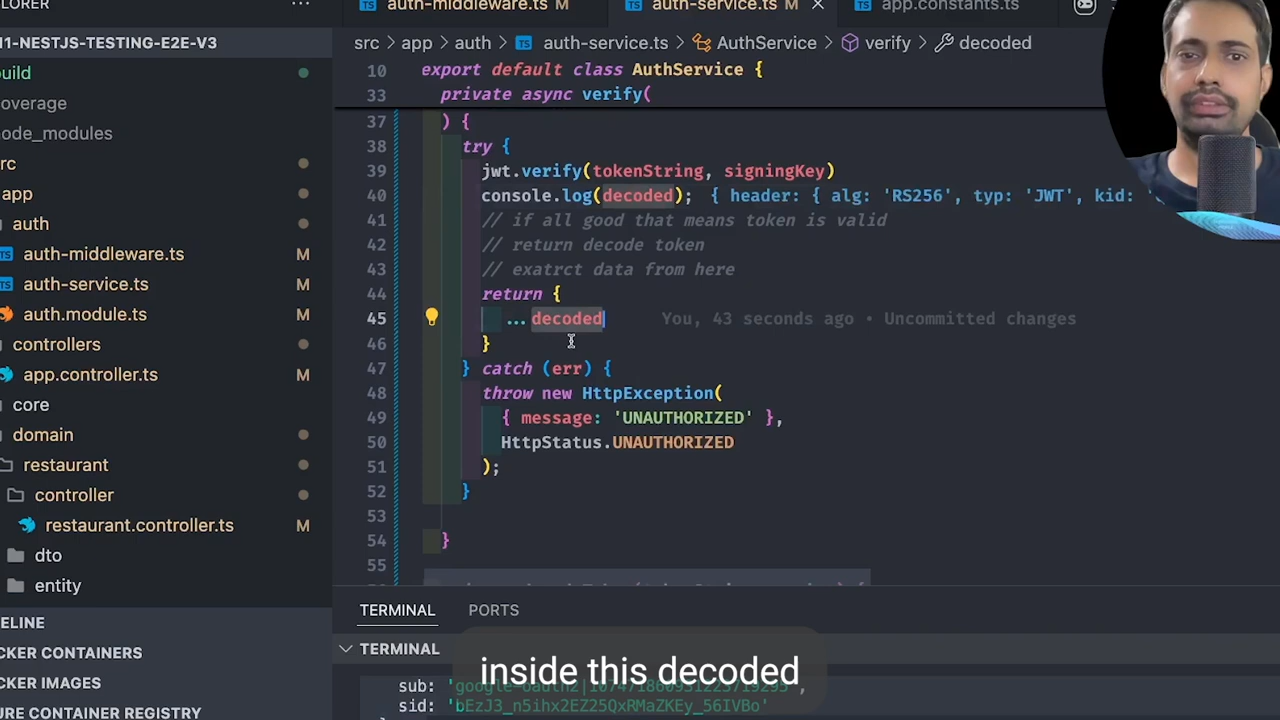 LORER
...
auth-middleware.ts M
auth-service.ts M
app.constants.ts
11-NESTJS-TESTING-E2E-V3
src > app > auth > TS auth-service.ts > AuthService > verify > decoded
10 export default class AuthService {
33 private async verify(
37 ) {
38 try {
39 jwt.verify(tokenString, signingKey)
40 console.log(decoded); { header: { alg: 'RS256', typ: 'JWT', kid: '
41 // if all good that means token is valid
42 // return decode token
43 // exatrct data from here
44 return {
45 ...decoded You, 43 seconds ago • Uncommitted changes
46 }
47 } catch (err) {
48 throw new HttpException(
49 { message: 'UNAUTHORIZED' },
50 HttpStatus.UNAUTHORIZED
51 );
52 }
53
54 }
55
uild
overage
ode_modules
rc
app
auth
TS auth-middleware.ts M
TS auth-service.ts M
auth.module.ts M
controllers
app.controller.ts M
core
domain
restaurant
controller
restaurant.controller.ts M
dto
entity
ELINE
CKER CONTAINERS
CKER IMAGES
URE CONTAINER REGISTRY
TERMINAL PORTS
TERMINAL
sub:
sid: 'bEzJ3_n5ihx2EZ25QxRMaZKEy_56IVBo'
inside this decoded